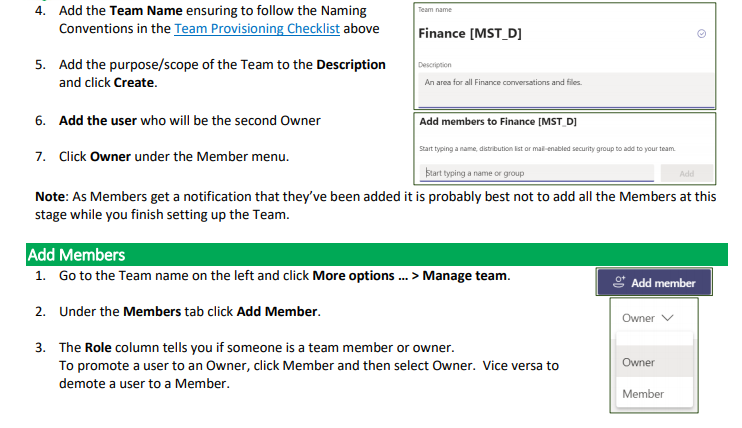 4. Add the Team Name ensuring to follow the Naming
Conventions in the Team Provisioning Checklist above
Team name
Finance [MST_D]
5. Add the purpose/scope of the Team to the Description
and click Create.
Description
An area for all Finance conversations and files.
6. Add the user who will be the second Owner
7. Click Owner under the Member menu.
Add members to Finance [MST_D]
Start typing a name, distribution list or mail-enabled security group to add to your team.
Start typing a name or group
Add
Note: As Members get a notification that they've been added it is probably best not to add all the Members at this
stage while you finish setting up the Team.
Add Members
1. Go to the Team name on the left and click More options ... > Manage team.
2. Under the Members tab click Add Member.
3. The Role column tells you if someone is a team member or owner.
To promote a user to an Owner, click Member and then select Owner. Vice versa to
demote a user to a Member.
Add member
Owner
Owner
Member